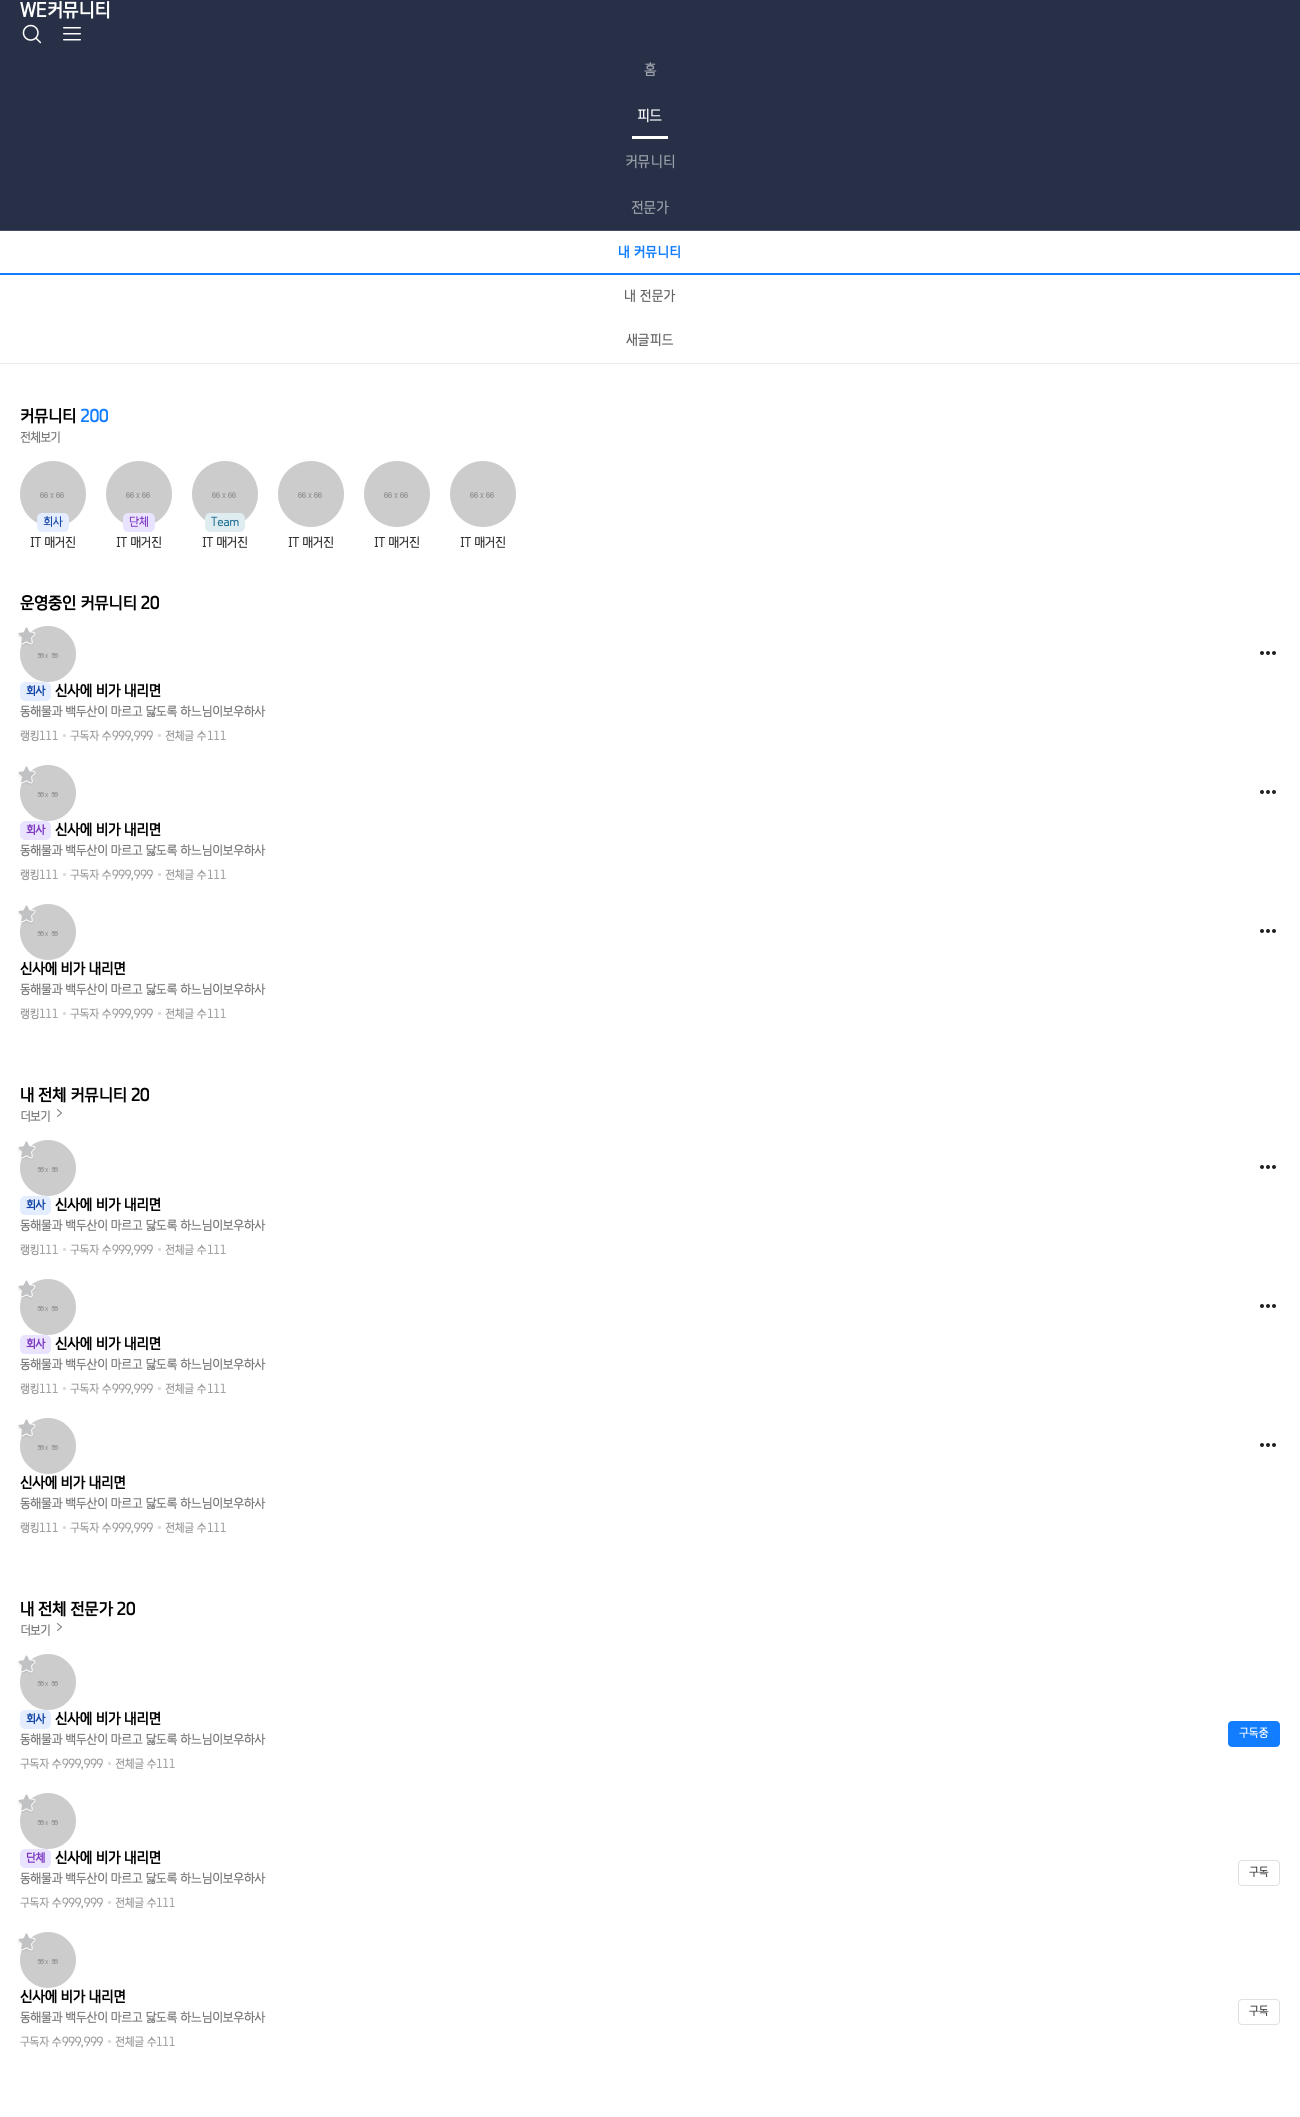 WE커뮤니티
홈
피드
커뮤니티
전문가
내 커뮤니티
내 전문가
새글피드
커뮤니티 200
전체보기
66 x 66 66 x 66 66 x 66 66 x 66 66 x 66 66 x 66
회사 단체 Team
IT 매거진 IT 매거진 IT 매거진 IT 매거진 IT 매거진 IT 매거진
운영중인 커뮤니티 20
56 x 56
회사 신사에 비가 내리면
동해물과 백두산이 마르고 닳도록 하느님이보우하사
랭킹111 • 구독자 수999,999 • 전체글 수111
56 x 56
회사 신사에 비가 내리면
동해물과 백두산이 마르고 닳도록 하느님이보우하사
랭킹111 • 구독자 수999,999 • 전체글 수111
56 x 56
신사에 비가 내리면
동해물과 백두산이 마르고 닳도록 하느님이보우하사
랭킹111 • 구독자 수999,999 • 전체글 수111
내 전체 커뮤니티 20
더보기
56 x 56
회사 신사에 비가 내리면
동해물과 백두산이 마르고 닳도록 하느님이보우하사
랭킹111 • 구독자 수999,999 • 전체글 수111
56 x 56
회사 신사에 비가 내리면
동해물과 백두산이 마르고 닳도록 하느님이보우하사
랭킹111 • 구독자 수999,999 • 전체글 수111
56 x 56
신사에 비가 내리면
동해물과 백두산이 마르고 닳도록 하느님이보우하사
랭킹111 • 구독자 수999,999 • 전체글 수111
내 전체 전문가 20
더보기
56 x 56
회사 신사에 비가 내리면
동해물과 백두산이 마르고 닳도록 하느님이보우하사
구독중
구독자 수999,999 • 전체글 수111
56 x 56
단체 신사에 비가 내리면
동해물과 백두산이 마르고 닳도록 하느님이보우하사
구독
구독자 수999,999 • 전체글 수111
56 x 56
신사에 비가 내리면
동해물과 백두산이 마르고 닳도록 하느님이보우하사
구독
구독자 수999,999 • 전체글 수111